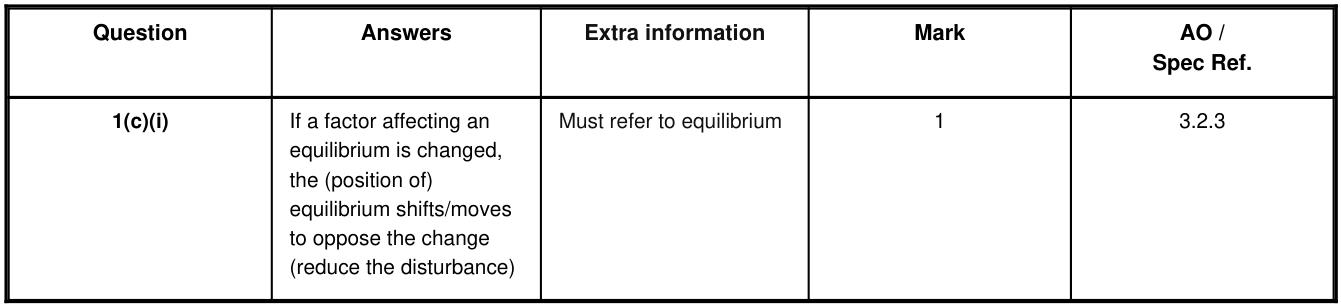 Question Answers Extra information Mark AO /
Spec Ref.
1(c)(i) If a factor affecting an Must refer to equilibrium 1 3.2.3
equilibrium is changed,
the (position of)
equilibrium shifts/moves
to oppose the change
(reduce the disturbance)